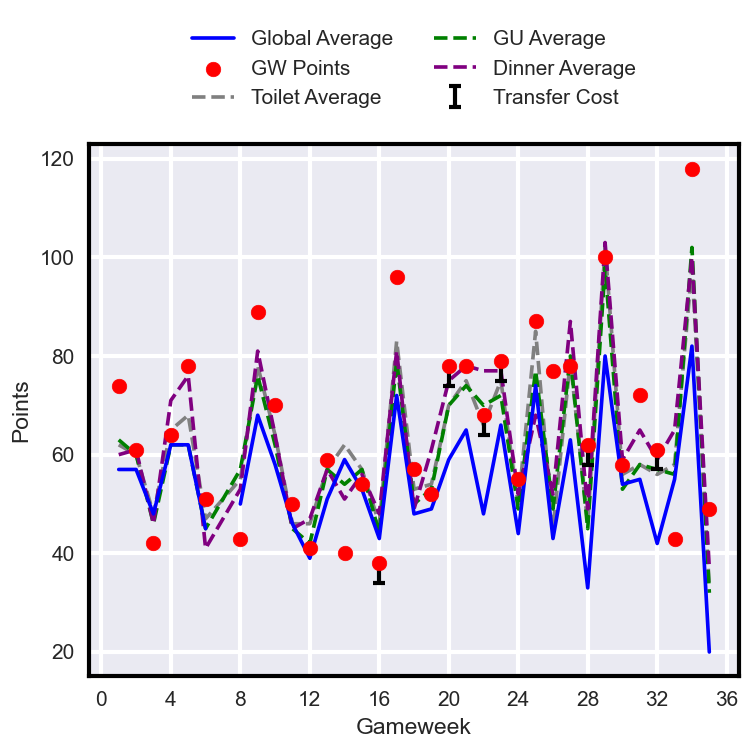 Global Average
GW Points
Toilet Average
GU Average
Dinner Average
Transfer Cost
120
100
80
60
40
20
Points
0 4 8 12 16 20 24 28 32 36
Gameweek